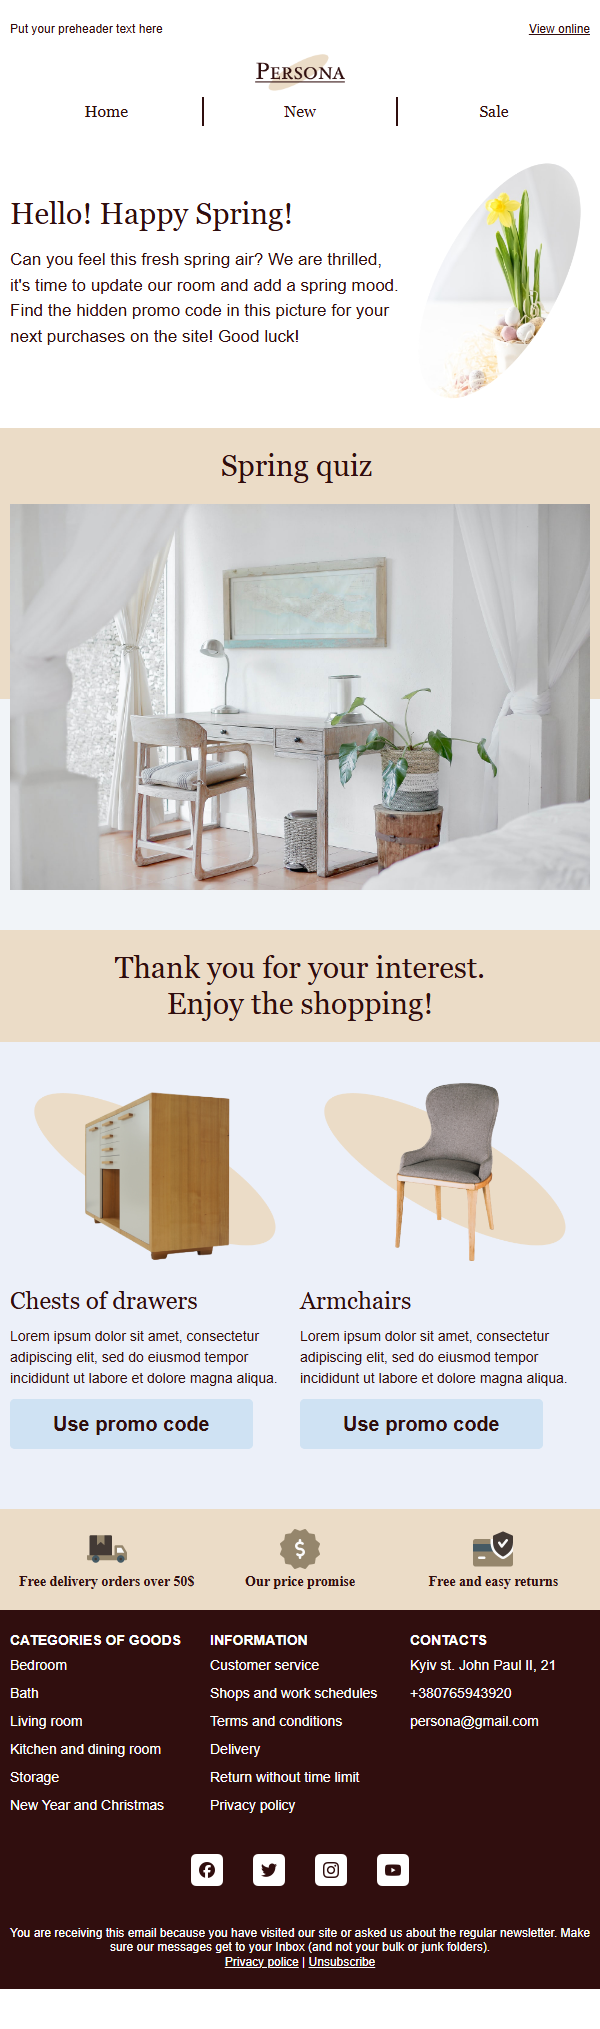 Put your preheader text here
View online
PERSONA
Home
New
Sale
Hello! Happy Spring!
Can you feel this fresh spring air? We are thrilled,
it's time to update our room and add a spring mood.
Find the hidden promo code in this picture for your
next purchases on the site! Good luck!
Spring quiz
Thank you for your interest.
Enjoy the shopping!
Chests of drawers
Lorem ipsum dolor sit amet, consectetur
adipiscing elit, sed do eiusmod tempor
incididunt ut labore et dolore magna aliqua.
Use promo code
Armchairs
Lorem ipsum dolor sit amet, consectetur
adipiscing elit, sed do eiusmod tempor
incididunt ut labore et dolore magna aliqua.
Use promo code
Free delivery orders over 50$
Our price promise
Free and easy returns
CATEGORIES OF GOODS
Bedroom
Bath
Living room
Kitchen and dining room
Storage
New Year and Christmas
INFORMATION
Customer service
Shops and work schedules
Terms and conditions
Delivery
Return without time limit
Privacy policy
CONTACTS
Kyiv st. John Paul II, 21
+380765943920
persona@gmail.com
You are receiving this email because you have visited our site or asked us about the regular newsletter. Make
sure our messages get to your Inbox (and not your bulk or junk folders).
Privacy police | Unsubscribe